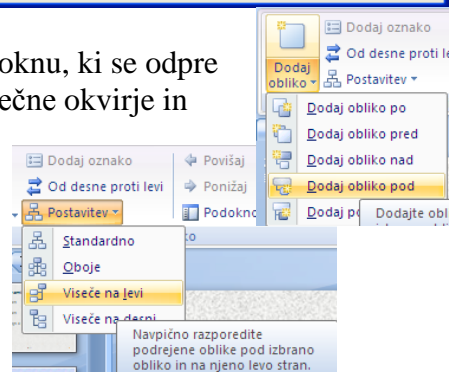 oknu, ki se odpre
ečne okvirje in
Dodaj oznako
Od desne proti le
Dodaj
obliko
Postavitev
Dodaj obliko po
Dodaj obliko pred
Dodaj obliko nad
Dodaj obliko pod
Dodaj po
Dodajte obl
Dodaj oznako
Povišaj
Od desne proti levi
Ponižaj
Postavitev
Podokno
Standardno
Oboje
Viseče na levi
Viseče na desni
Navpično razporedite
podrejene oblike pod izbrano
obliko in na njeno levo stran.